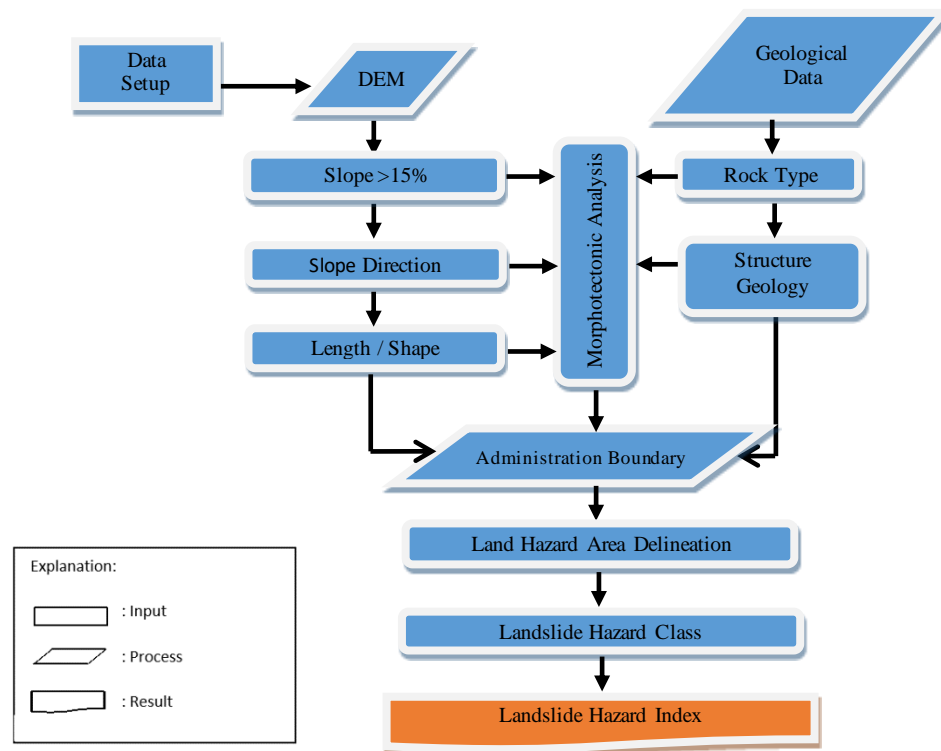 Data
Setup
DEM
Geological
Data
Slope >15%
Rock Type
Morphotectonic Analysis
Slope Direction
Structure
Geology
Length / Shape
Administration Boundary
Land Hazard Area Delineation
Landslide Hazard Class
Landslide Hazard Index
Explanation:
: Input
: Process
: Result